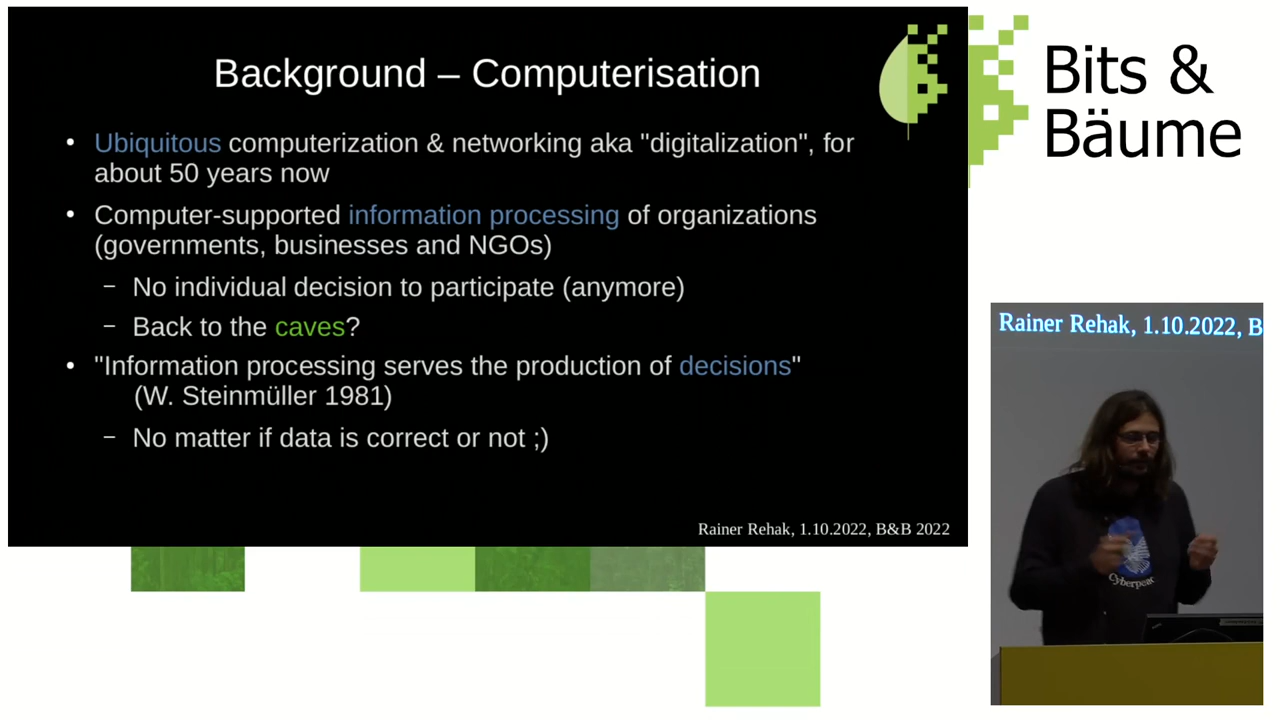 Background – Computerisation
• Ubiquitous computerization & networking aka "digitalization", for
about 50 years now
• Computer-supported information processing of organizations
(governments, businesses and NGOs)
– No individual decision to participate (anymore)
– Back to the caves?
• "Information processing serves the production of decisions"
(W. Steinmüller 1981)
– No matter if data is correct or not ;)
Rainer Rehak, 1.10.2022, B&B 2022
Bits &
Bäume
Rainer Rehak, 1.10.2022, B
Cyberpeac